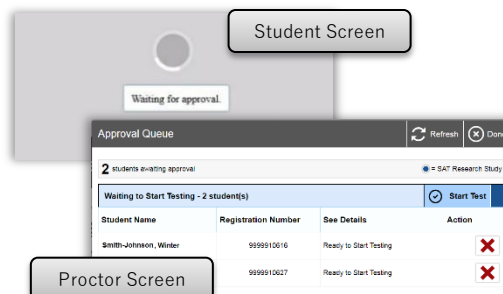 Student Screen
Waiting for approval.
Approval Queue Refresh Done
2 students awaiting approval = SAT Research Study
Waiting to Start Testing - 2 student(s) Start Test
Student Name Registration Number See Details Action
Smith-Johnson, Winter 9999910616 Ready to Start Testing
9999910627 Ready to Start Testing
Proctor Screen